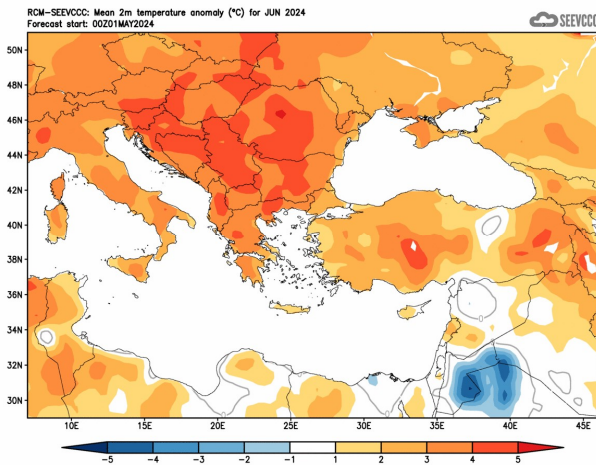 RCM-SEEVCCC: Mean 2m temperature anomaly (°C) for JUN 2024
Forecast start: 00Z01MAY2024
SEEVCCC
50N
48N
46N
44N
42N
40N
38N
36N
34N
32N
30N
10E 15E 20E 25E 30E 35E 40E 45E
-5 -4 -3 -2 -1 1 2 3 4 5